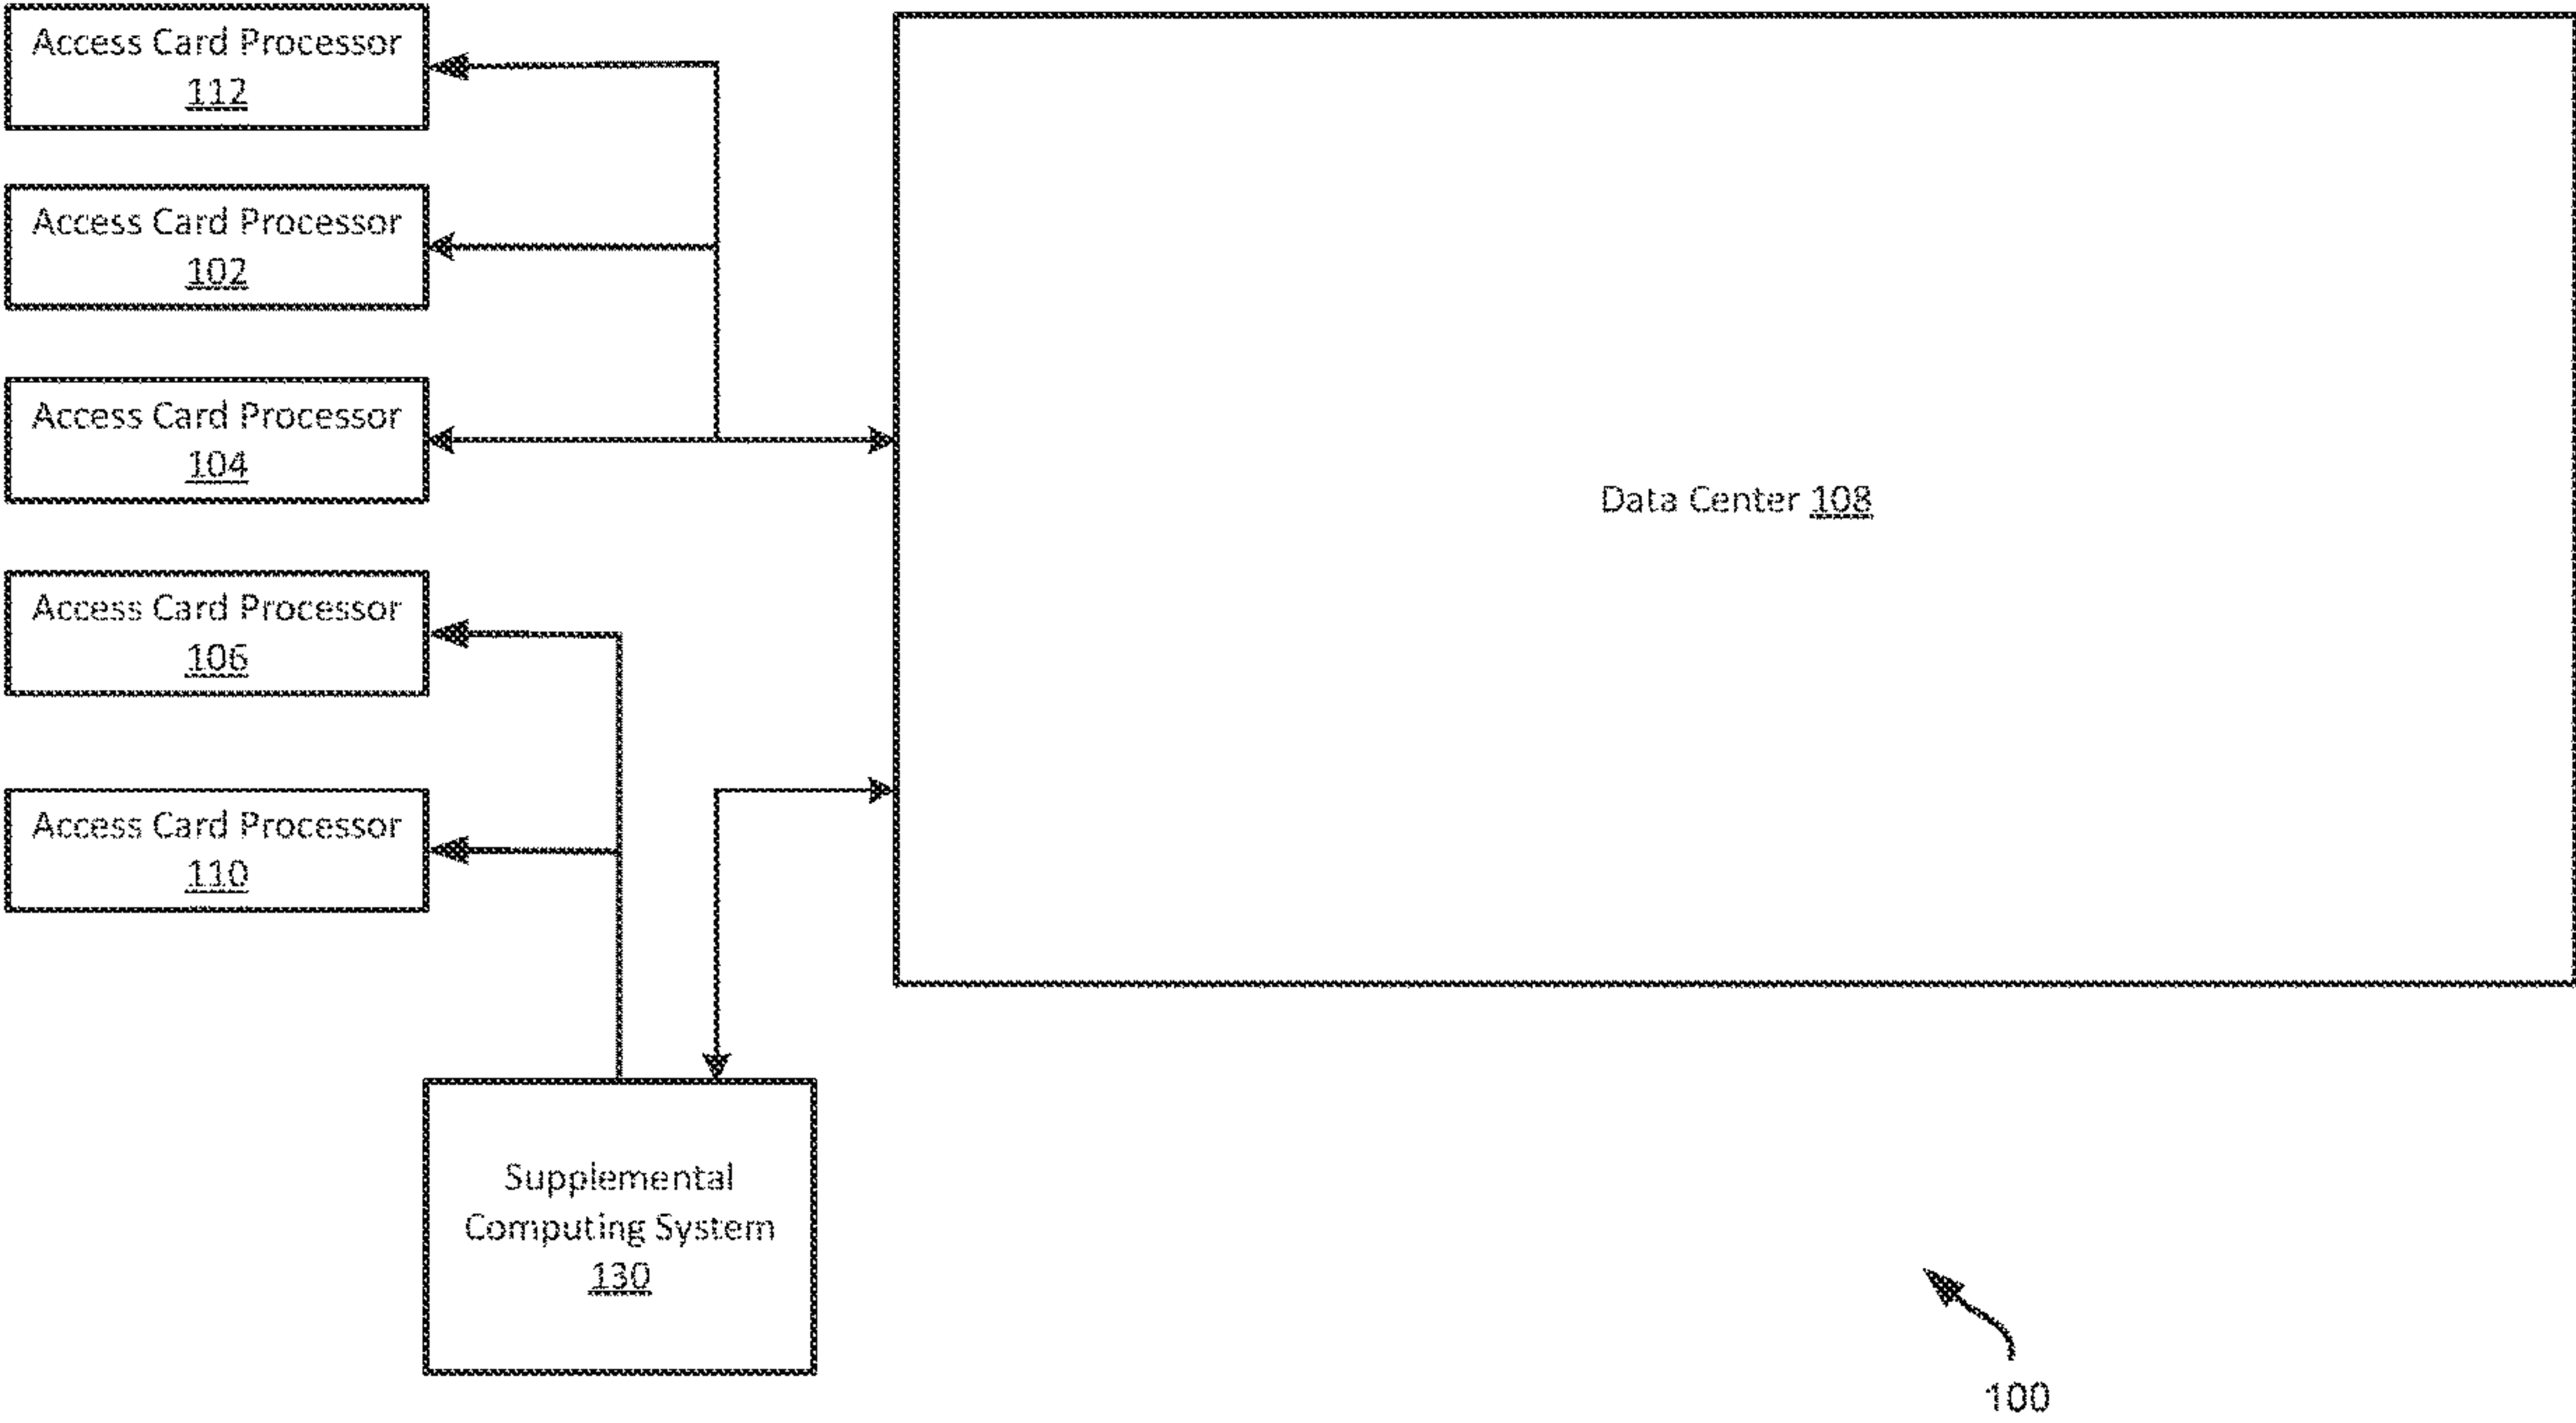 Access Card Processor
112
Access Card Processor
102
Access Card Processor
104
Data Center 108
Access Card Processor
106
Access Card Processor
110
Supplemental
Computing System
130
100